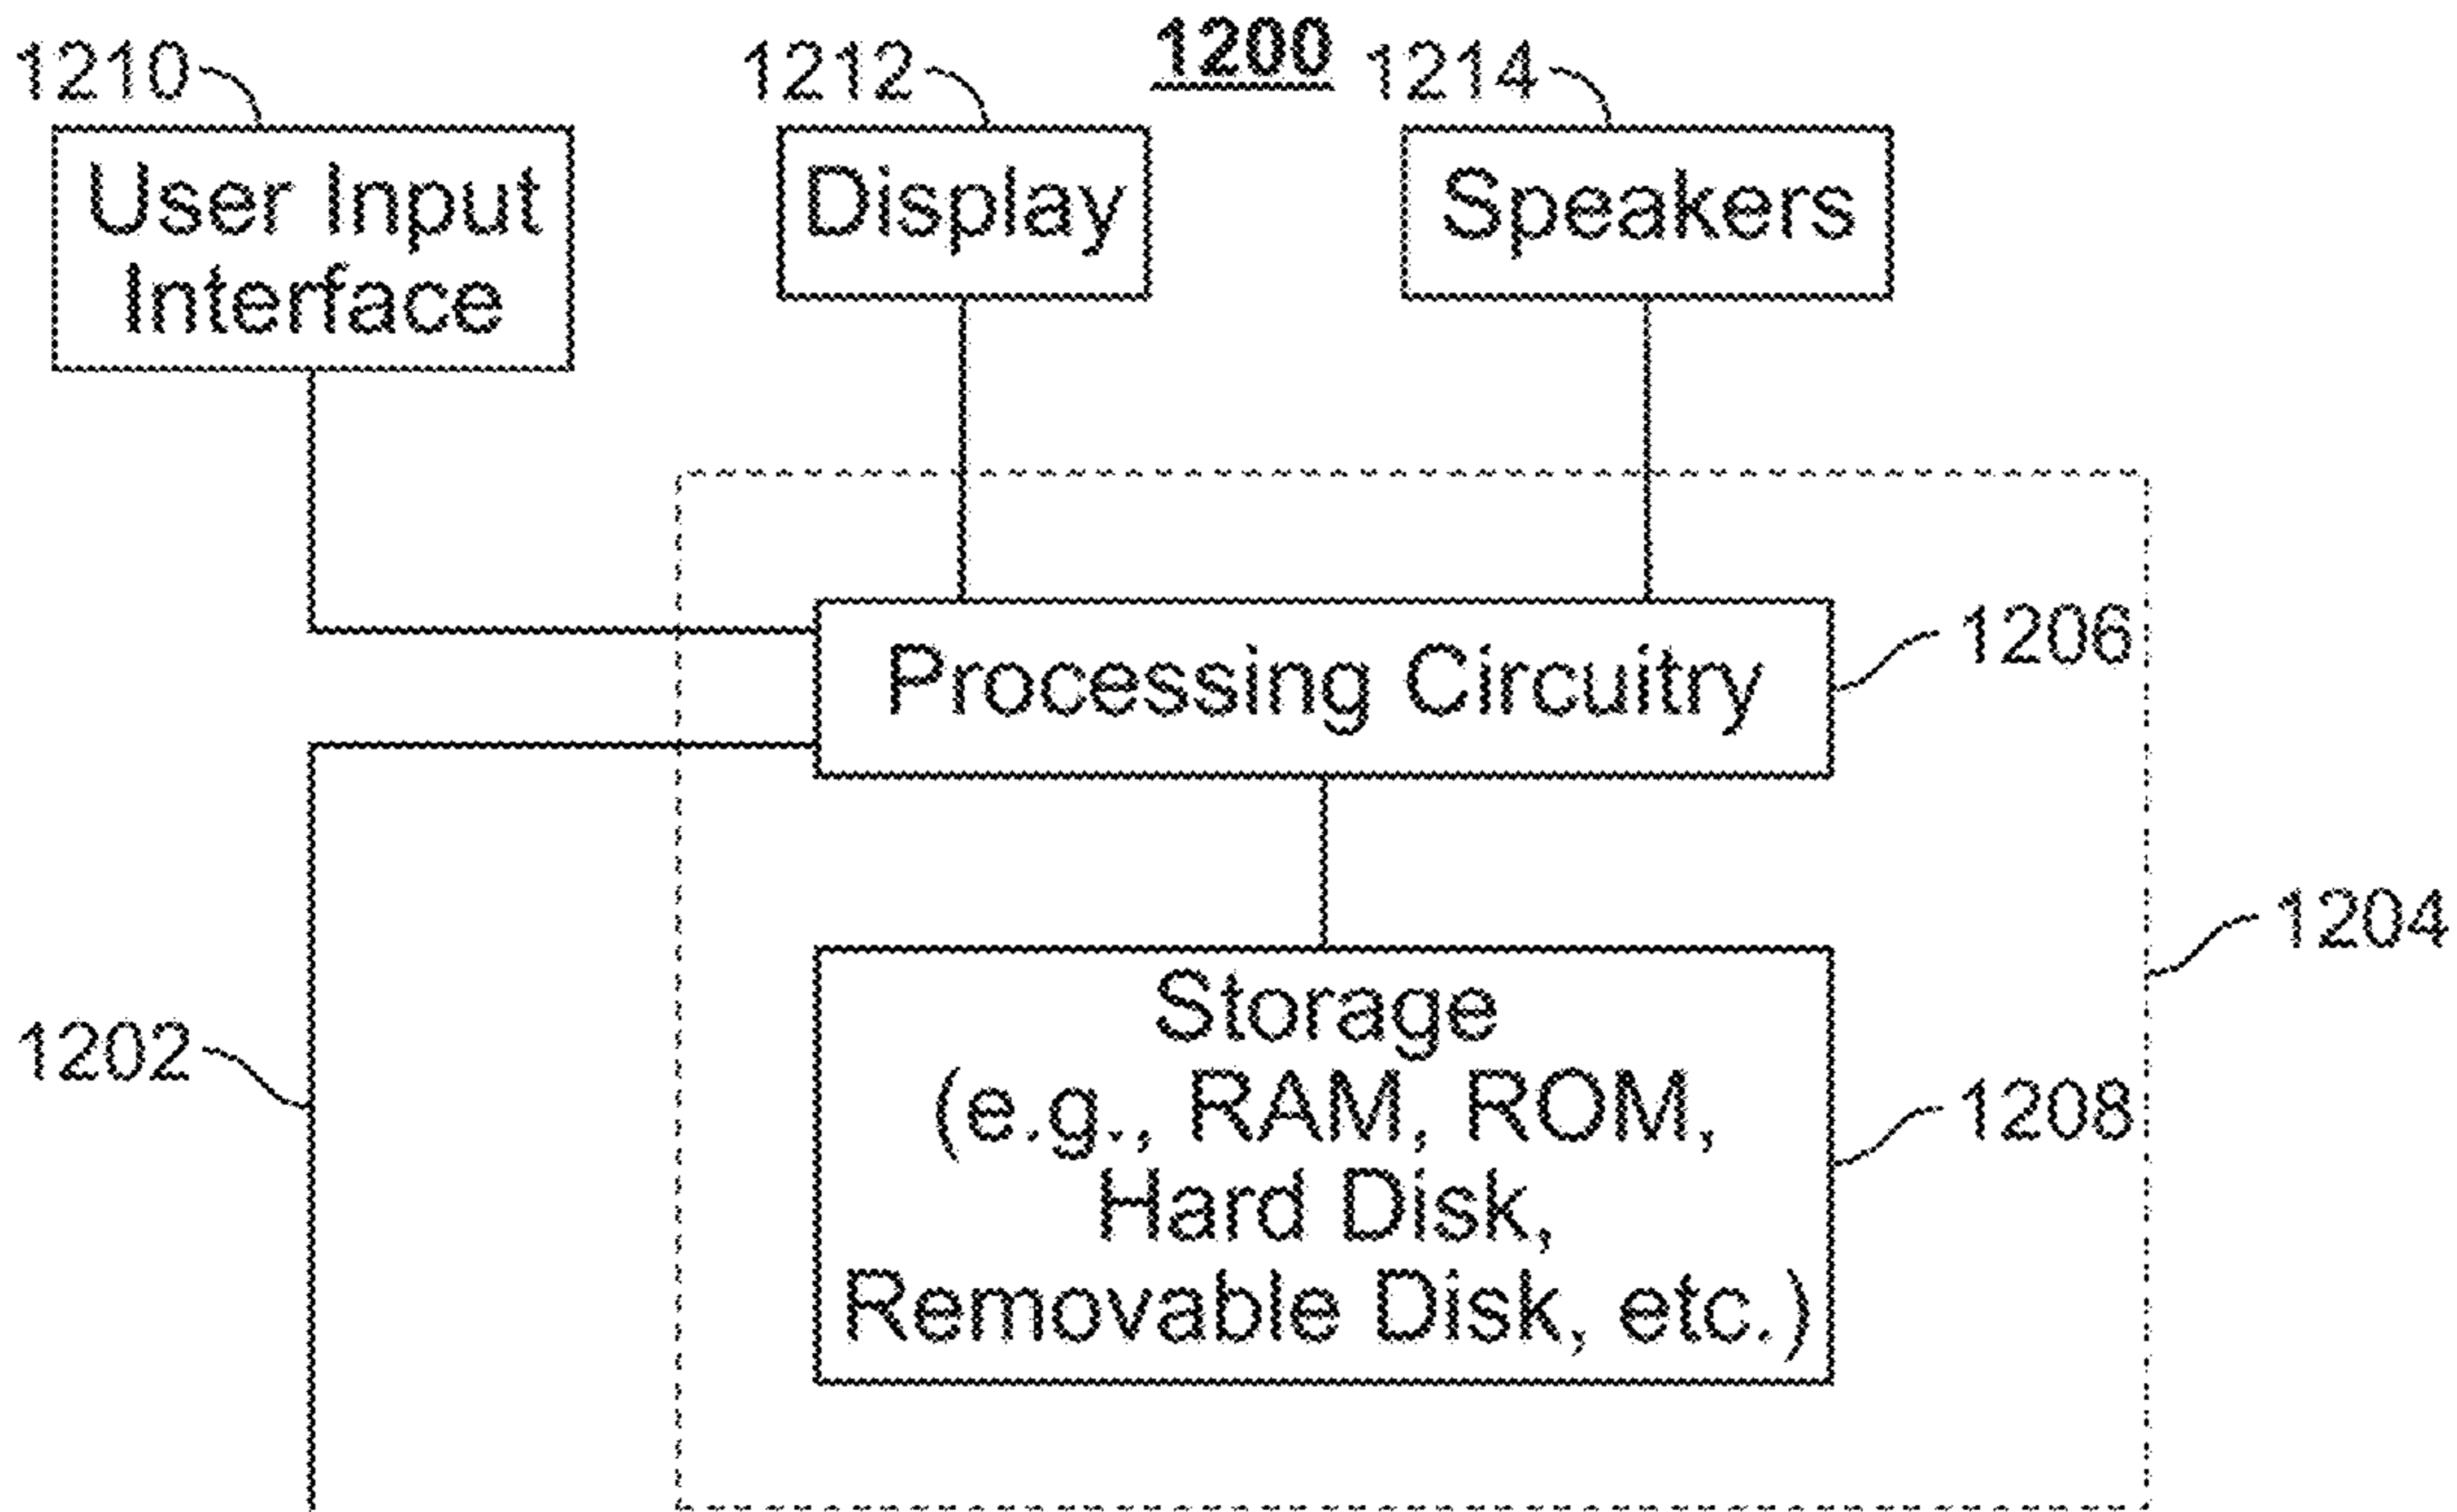 1200
1210
1212
1214
User Input
Interface
Display
Speakers
Processing Circuitry
1206
1204
1202
Storage
(e.g., RAM, ROM,
Hard Disk,
Removable Disk, etc.)
1208